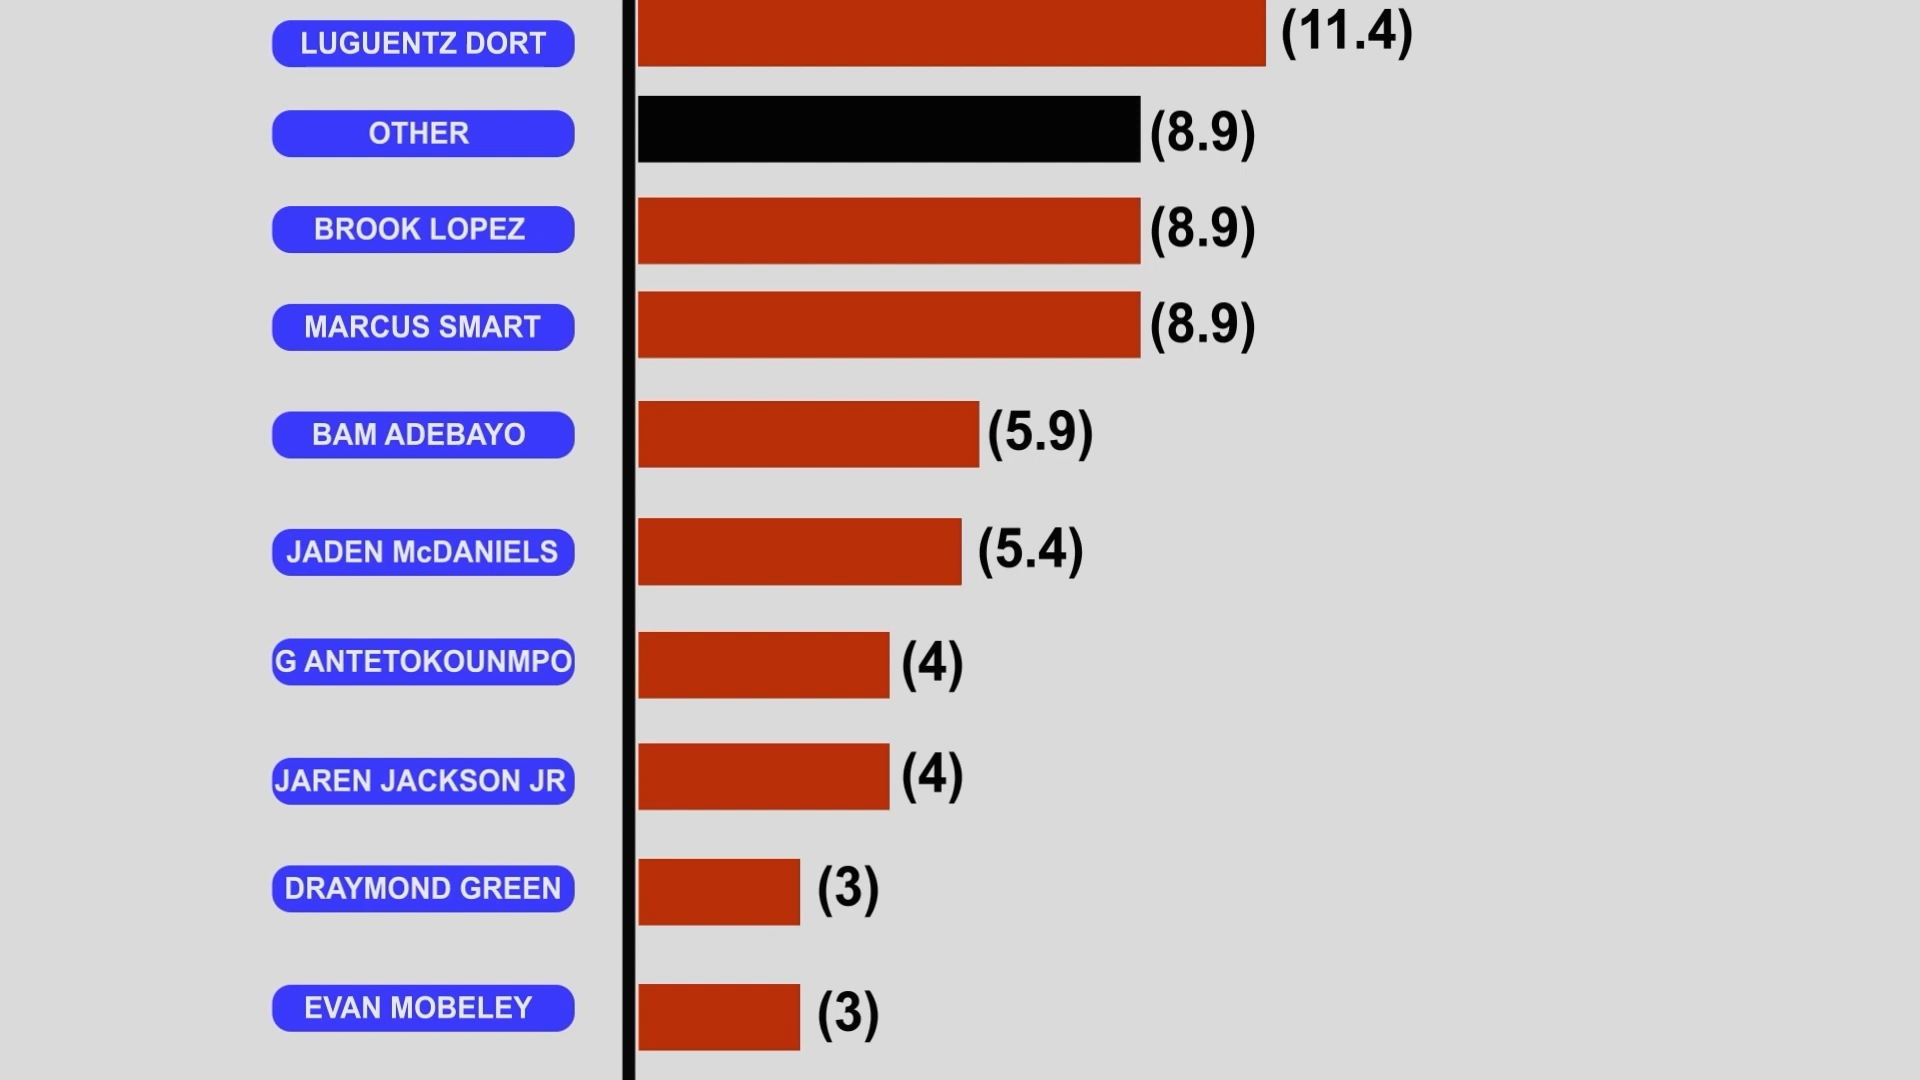 LUGUENTZ DORT (11.4)
OTHER (8.9)
BROOK LOPEZ (8.9)
MARCUS SMART (8.9)
BAM ADEBAYO (5.9)
JADEN McDANIELS (5.4)
G ANTETOKOUNMPO (4)
JAREN JACKSON JR (4)
DRAYMOND GREEN (3)
EVAN MOBELEY (3)